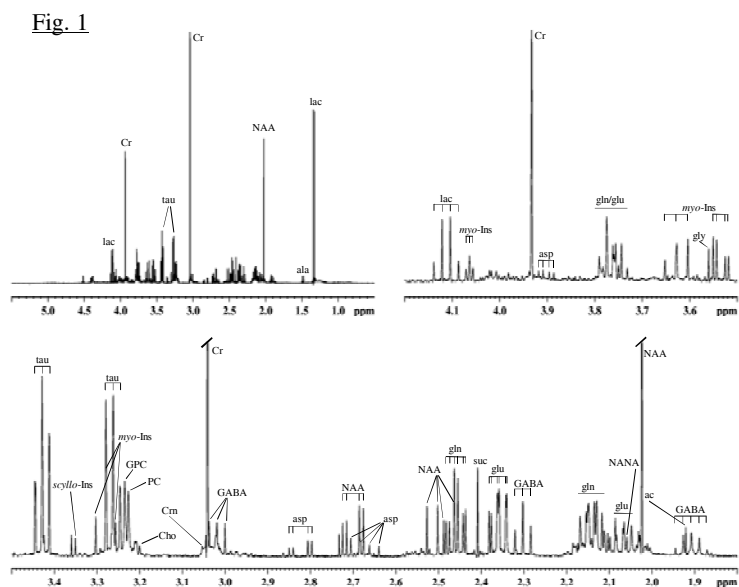 Fig. 1
Cr
lac
NAA
Cr
tau
lac
ala
5.0 4.5 4.0 3.5 3.0 2.5 2.0 1.5 1.0 ppm
Cr
lac
gln/glu
myo-Ins
myo-Ins
gly
asp
4.1 4.0 3.9 3.8 3.7 3.6 ppm
tau
Cr
NAA
tau
myo-Ins
gln
suc
glu
GPC
NAA
GABA
NANA
scyllo-Ins
PC
GABA
NAA
gln
ac
glu
GABA
Crn
asp
asp
Cho
3.4 3.3 3.2 3.1 3.0 2.9 2.8 2.7 2.6 2.5 2.4 2.3 2.2 2.1 2.0 1.9 ppm